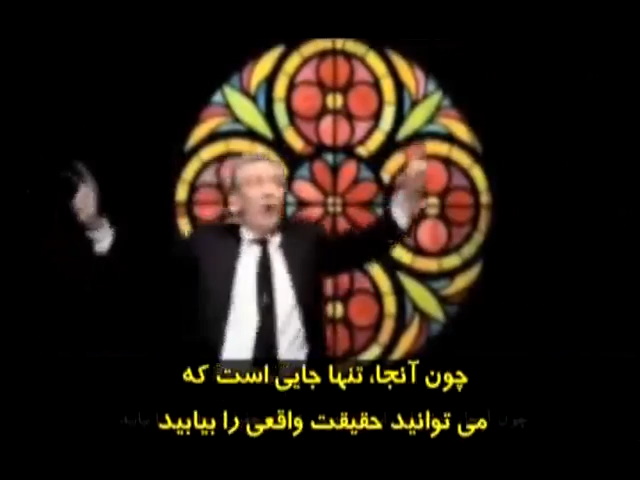 چون آنجا، تنها جایی است که
می توانید حقیقت واقعی را بیابید